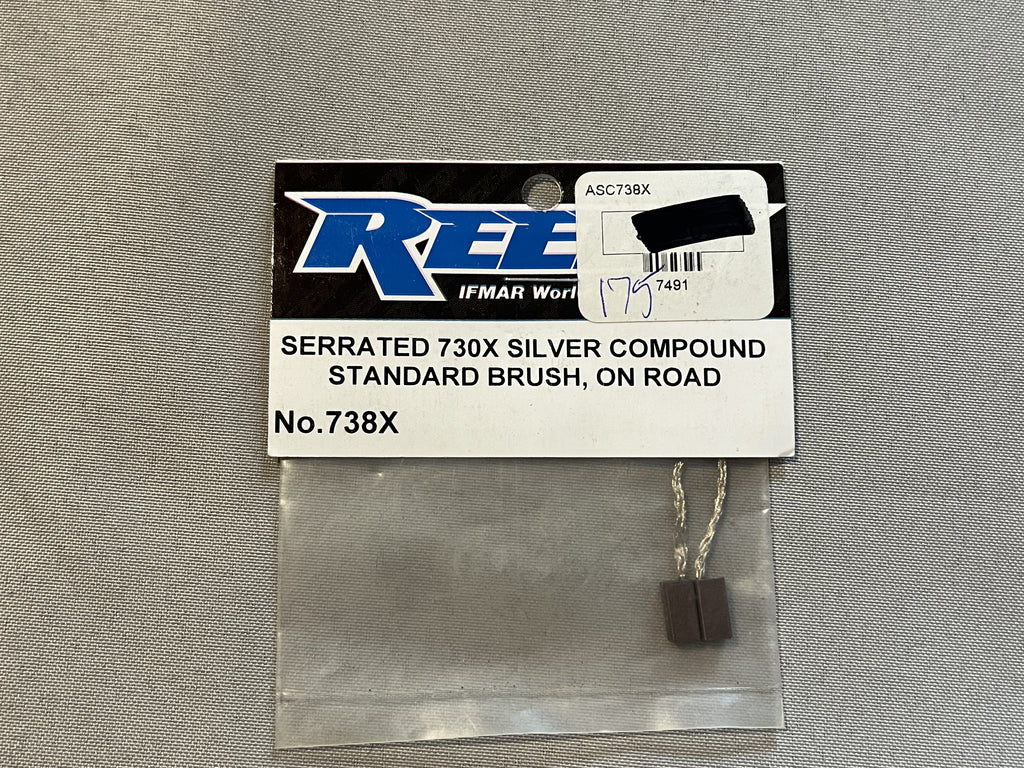 ASC738X
REE
IFMAR Worl
175
7491
SERRATED 730X SILVER COMPOUND
STANDARD BRUSH, ON ROAD
No.738X